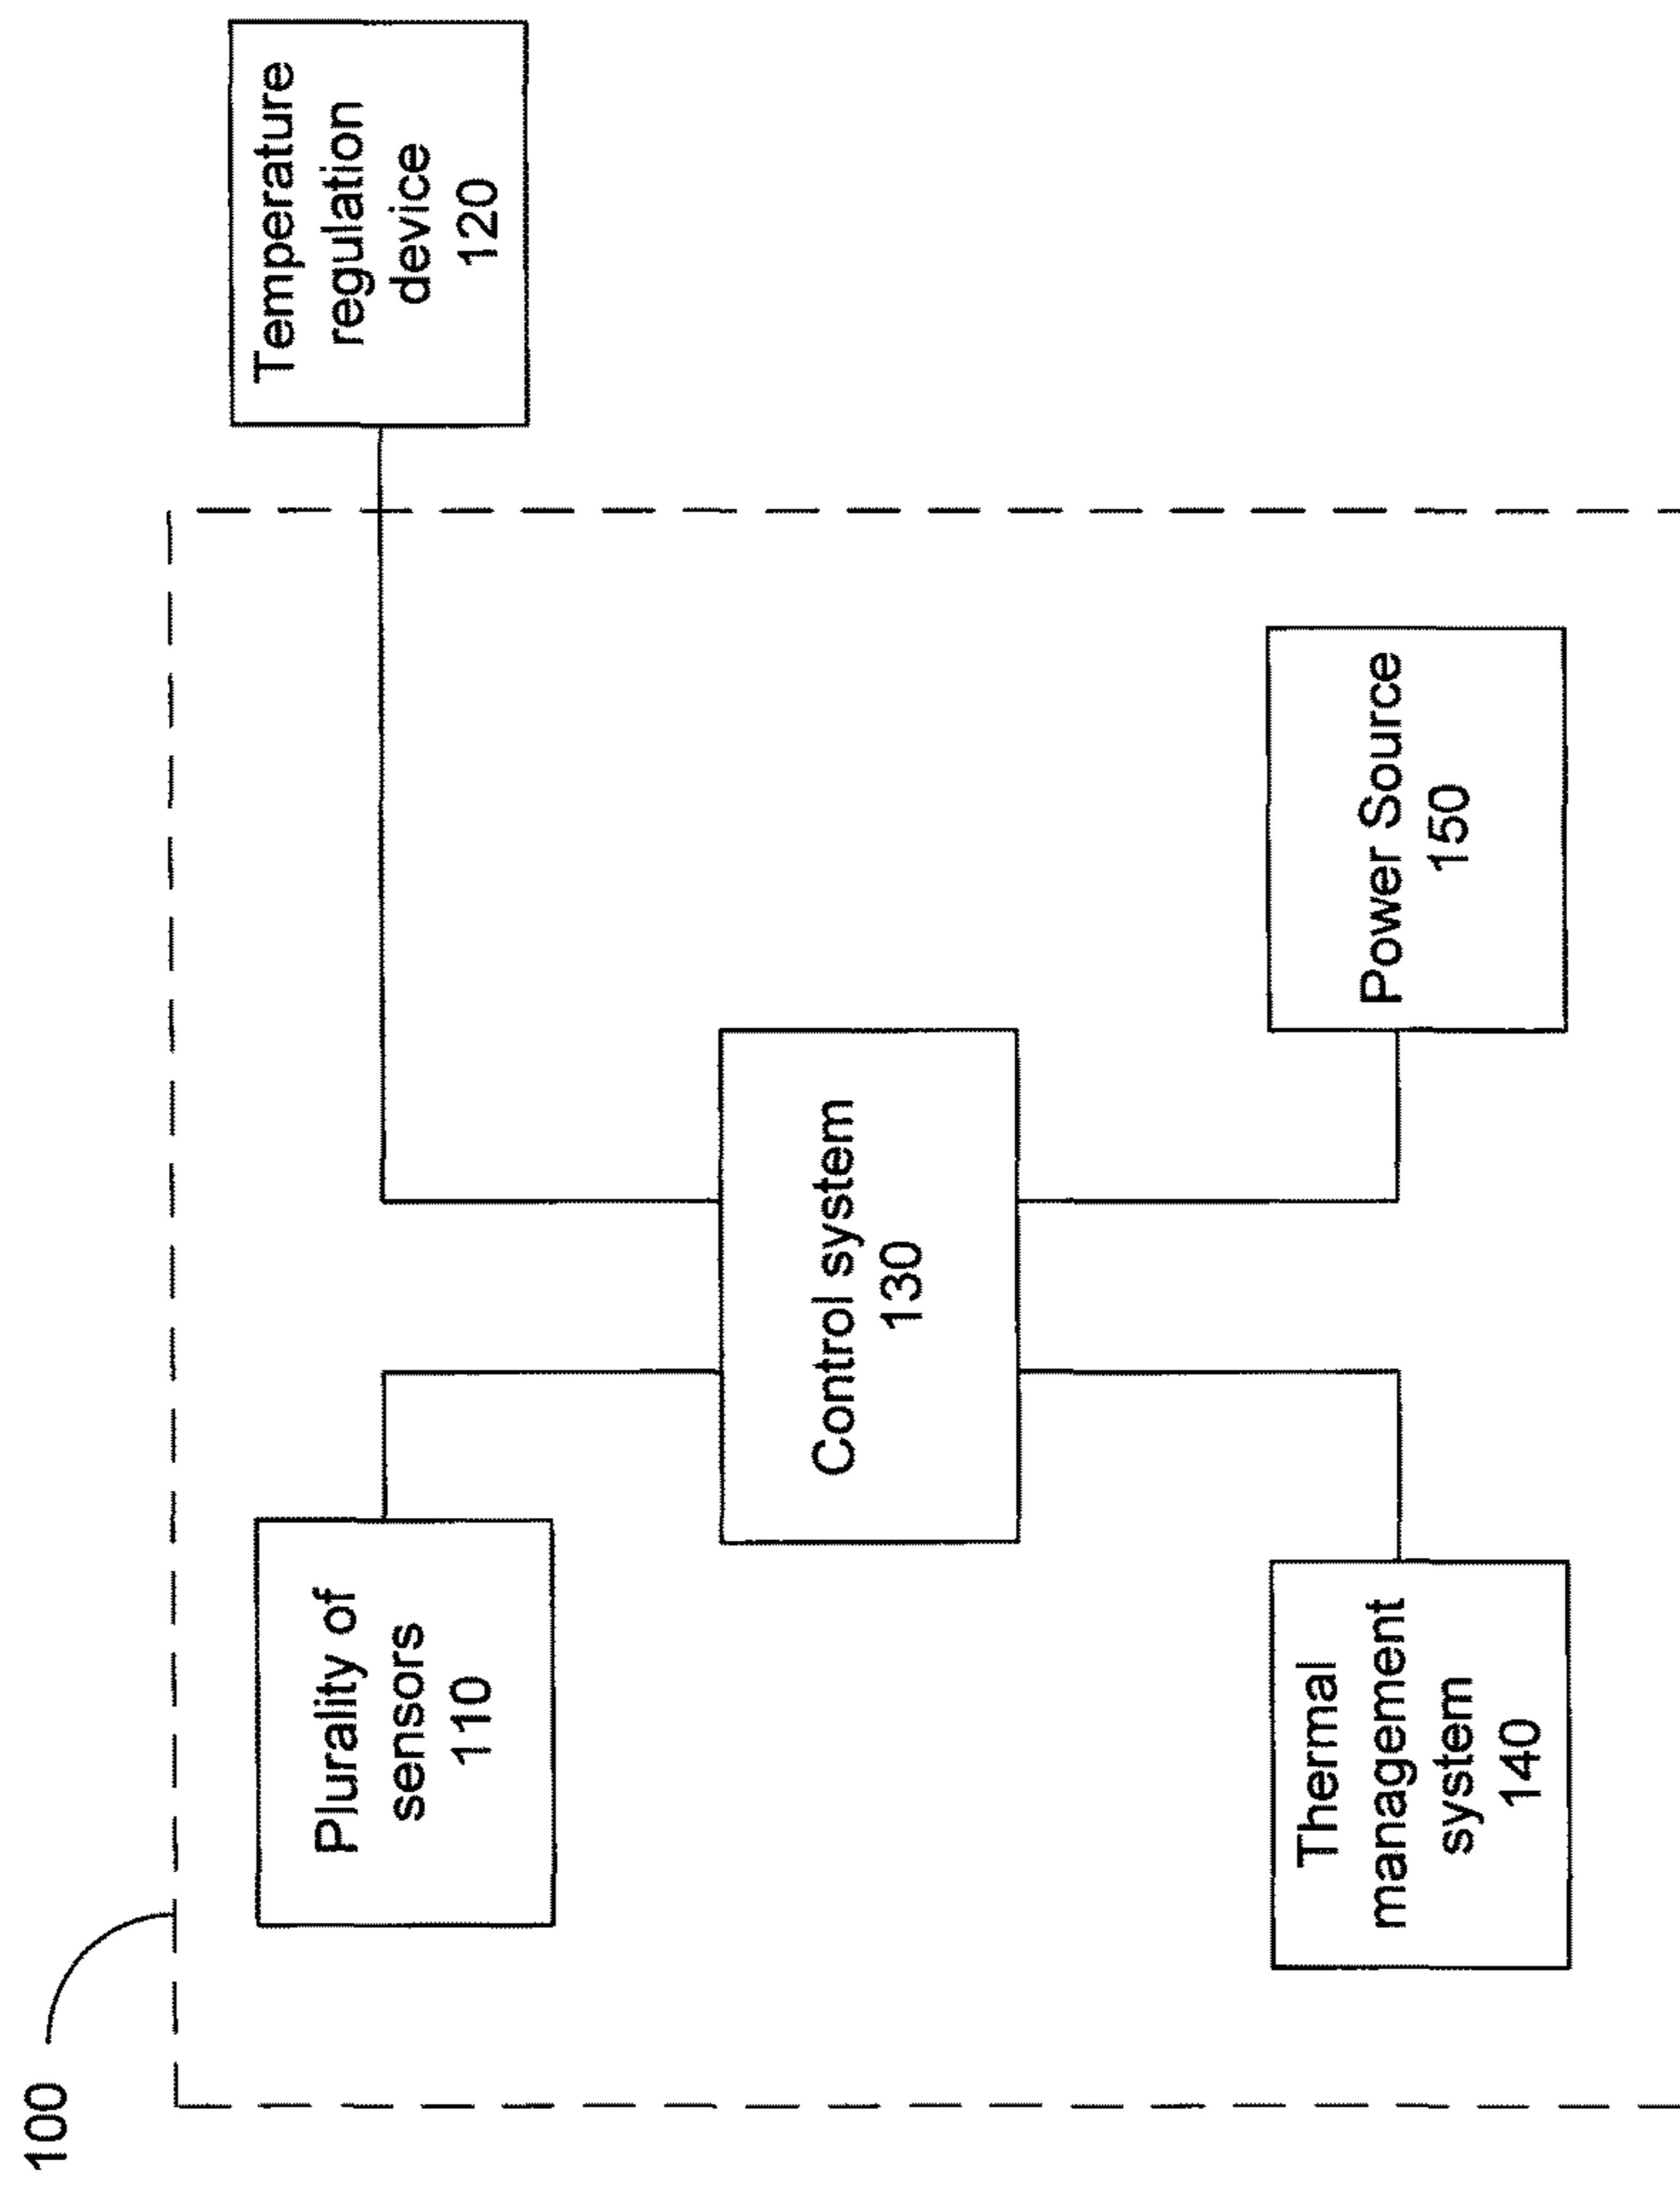 100
Plurality of
sensors
110
Temperature
regulation
device
120
Control system
130
Thermal
management
system
140
Power Source
150